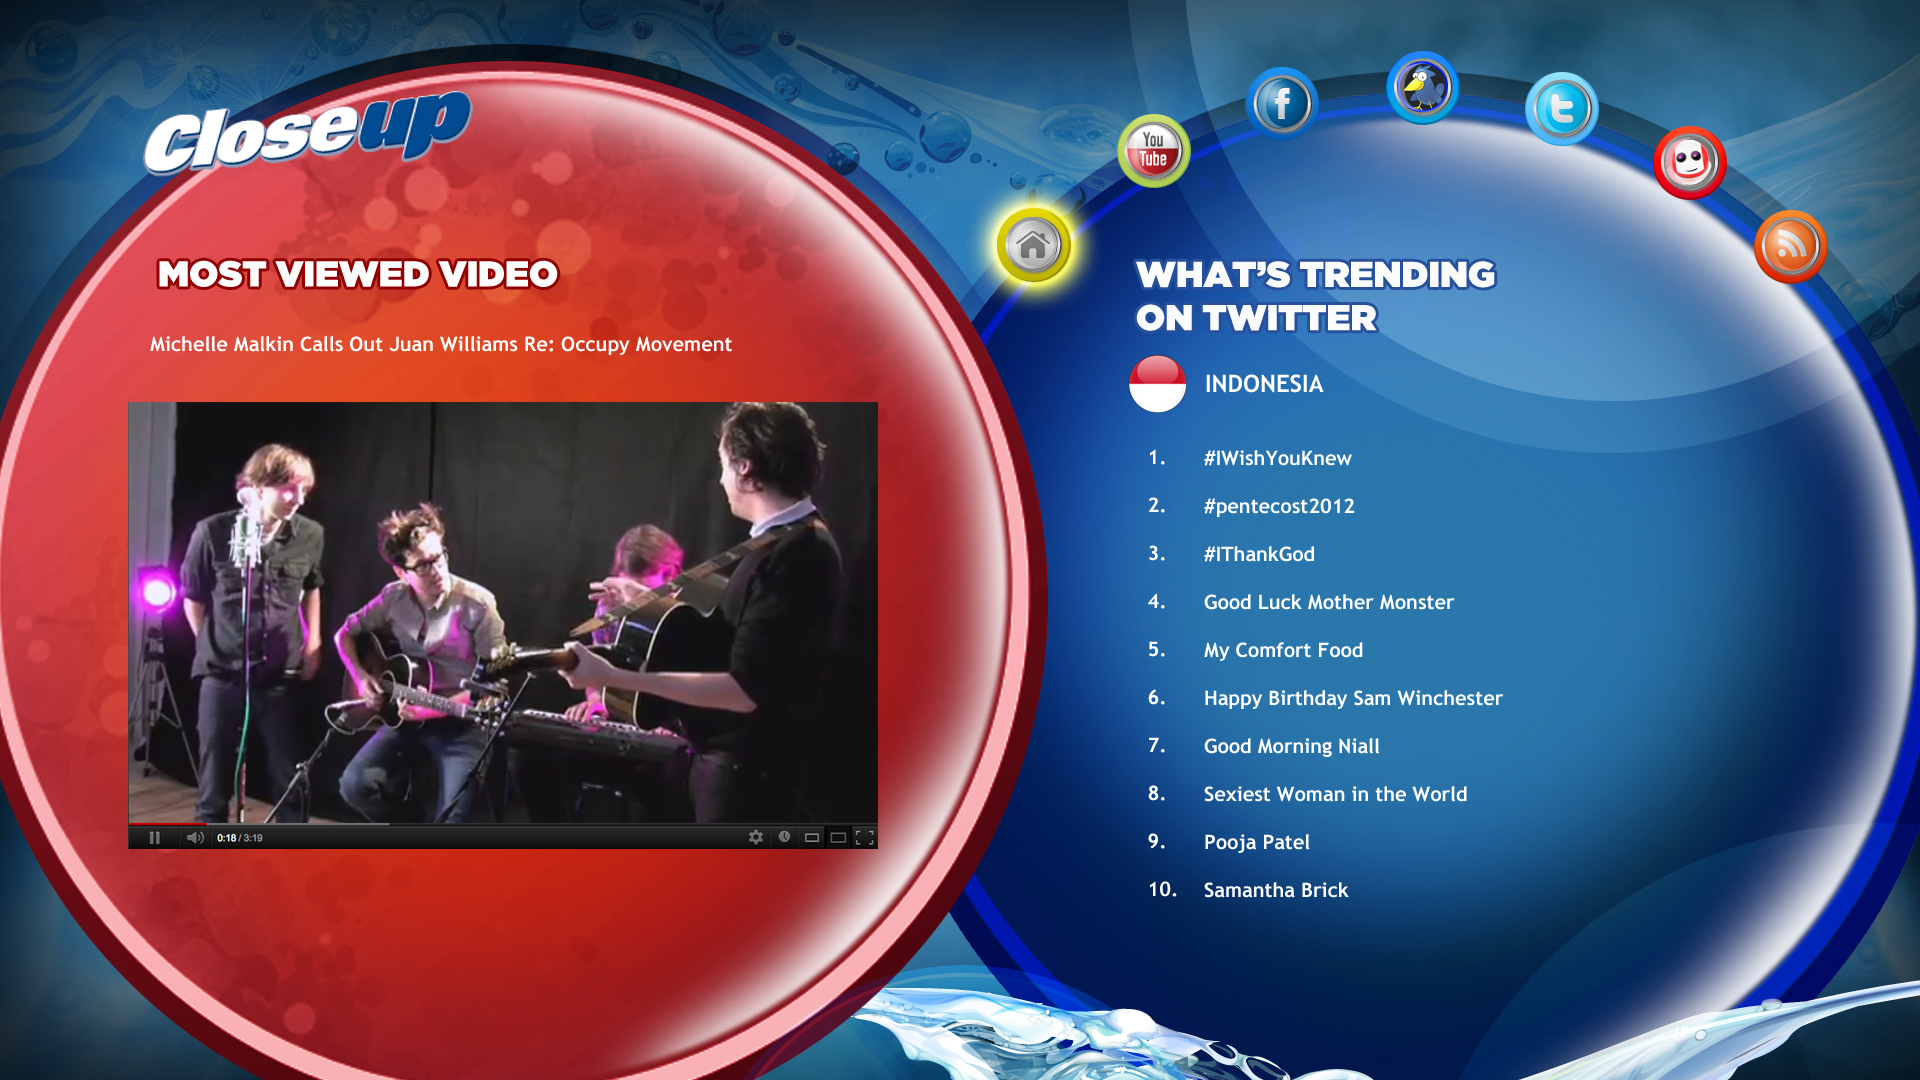 Closeup
MOST VIEWED VIDEO
Michelle Malkin Calls Out Juan Williams Re: Occupy Movement
0:18 / 3:19
You
Tube
f
t
WHAT'S TRENDING
ON TWITTER
INDONESIA
1. #IWishYouKnew
2. #pentecost2012
3. #IThankGod
4. Good Luck Mother Monster
5. My Comfort Food
6. Happy Birthday Sam Winchester
7. Good Morning Niall
8. Sexiest Woman in the World
9. Pooja Patel
10. Samantha Brick